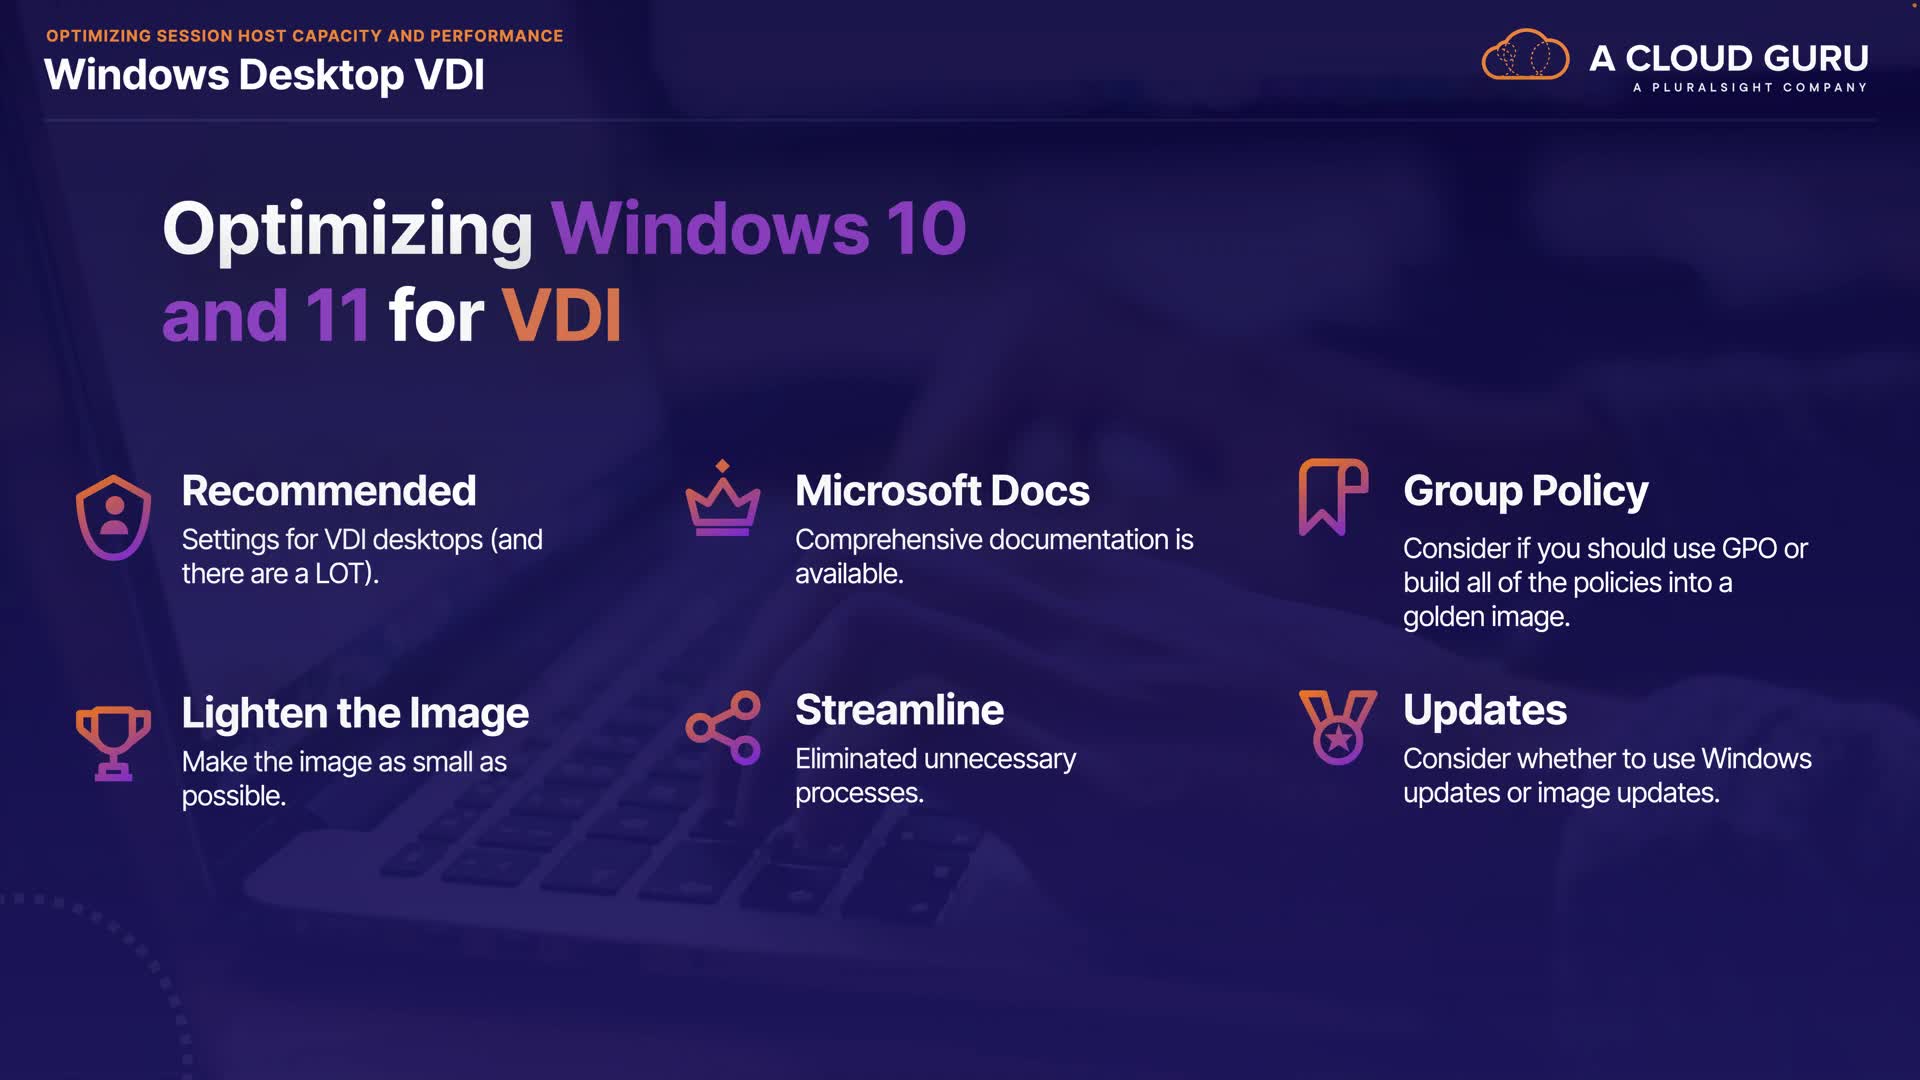 OPTIMIZING SESSION HOST CAPACITY AND PERFORMANCE
Windows Desktop VDI
A CLOUD GURU
A PLURALSIGHT COMPANY
Optimizing Windows 10
and 11 for VDI
Recommended
Settings for VDI desktops (and
there are a LOT).
Microsoft Docs
Comprehensive documentation is
available.
Group Policy
Consider if you should use GPO or
build all of the policies into a
golden image.
Lighten the Image
Make the image as small as
possible.
Streamline
Eliminated unnecessary
processes.
Updates
Consider whether to use Windows
updates or image updates.